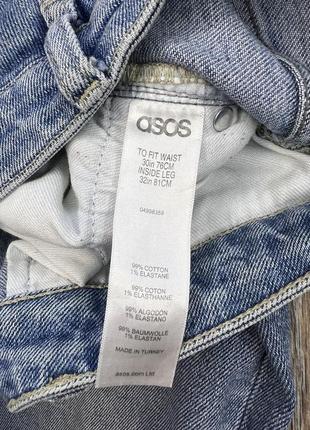 asos
TO FIT WAIST
30in 76CM
INSIDE LEG
32in 81CM
04998359
99% COTTON
1% ELASTANE
99% COTON
1% ELASTHANNE
99% ALGODÓN
1% ELASTANO
99% BAUMWOLLE
1% ELASTAN
MADE IN TURKEY
asos.com Ltd